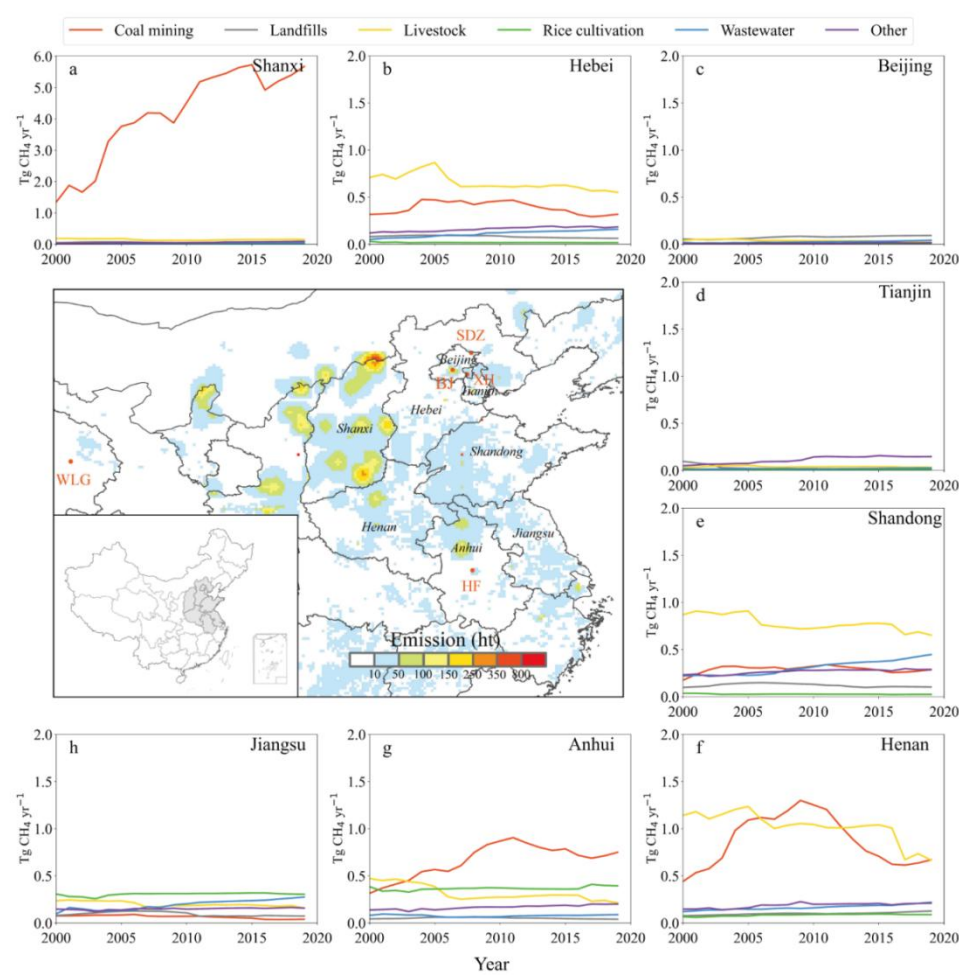 Coal mining Landfills Livestock Rice cultivation Wastewater Other
a Shanxi
Tg CH₄ yr⁻¹
6.0
5.0
4.0
3.0
2.0
1.0
0.0
2000 2005 2010 2015 2020
b Hebei
Tg CH₄ yr⁻¹
2.0
1.5
1.0
0.5
0.0
2000 2005 2010 2015 2020
c Beijing
Tg CH₄ yr⁻¹
2.0
1.5
1.0
0.5
0.0
2000 2005 2010 2015 2020
SDZ
Beijing
BJ XH
Tianjin
Hebei
Shanxi
Shandong
WLG
Henan
Jiangsu
Anhui
HF
Emission (ht)
10 50 100 150 250 350 800
d Tianjin
Tg CH₄ yr⁻¹
2.0
1.5
1.0
0.5
0.0
2000 2005 2010 2015 2020
e Shandong
Tg CH₄ yr⁻¹
2.0
1.5
1.0
0.5
0.0
2000 2005 2010 2015 2020
h Jiangsu
Tg CH₄ yr⁻¹
2.0
1.5
1.0
0.5
0.0
2000 2005 2010 2015 2020
g Anhui
Tg CH₄ yr⁻¹
2.0
1.5
1.0
0.5
0.0
2000 2005 2010 2015 2020
f Henan
Tg CH₄ yr⁻¹
2.0
1.5
1.0
0.5
0.0
2000 2005 2010 2015 2020
Year